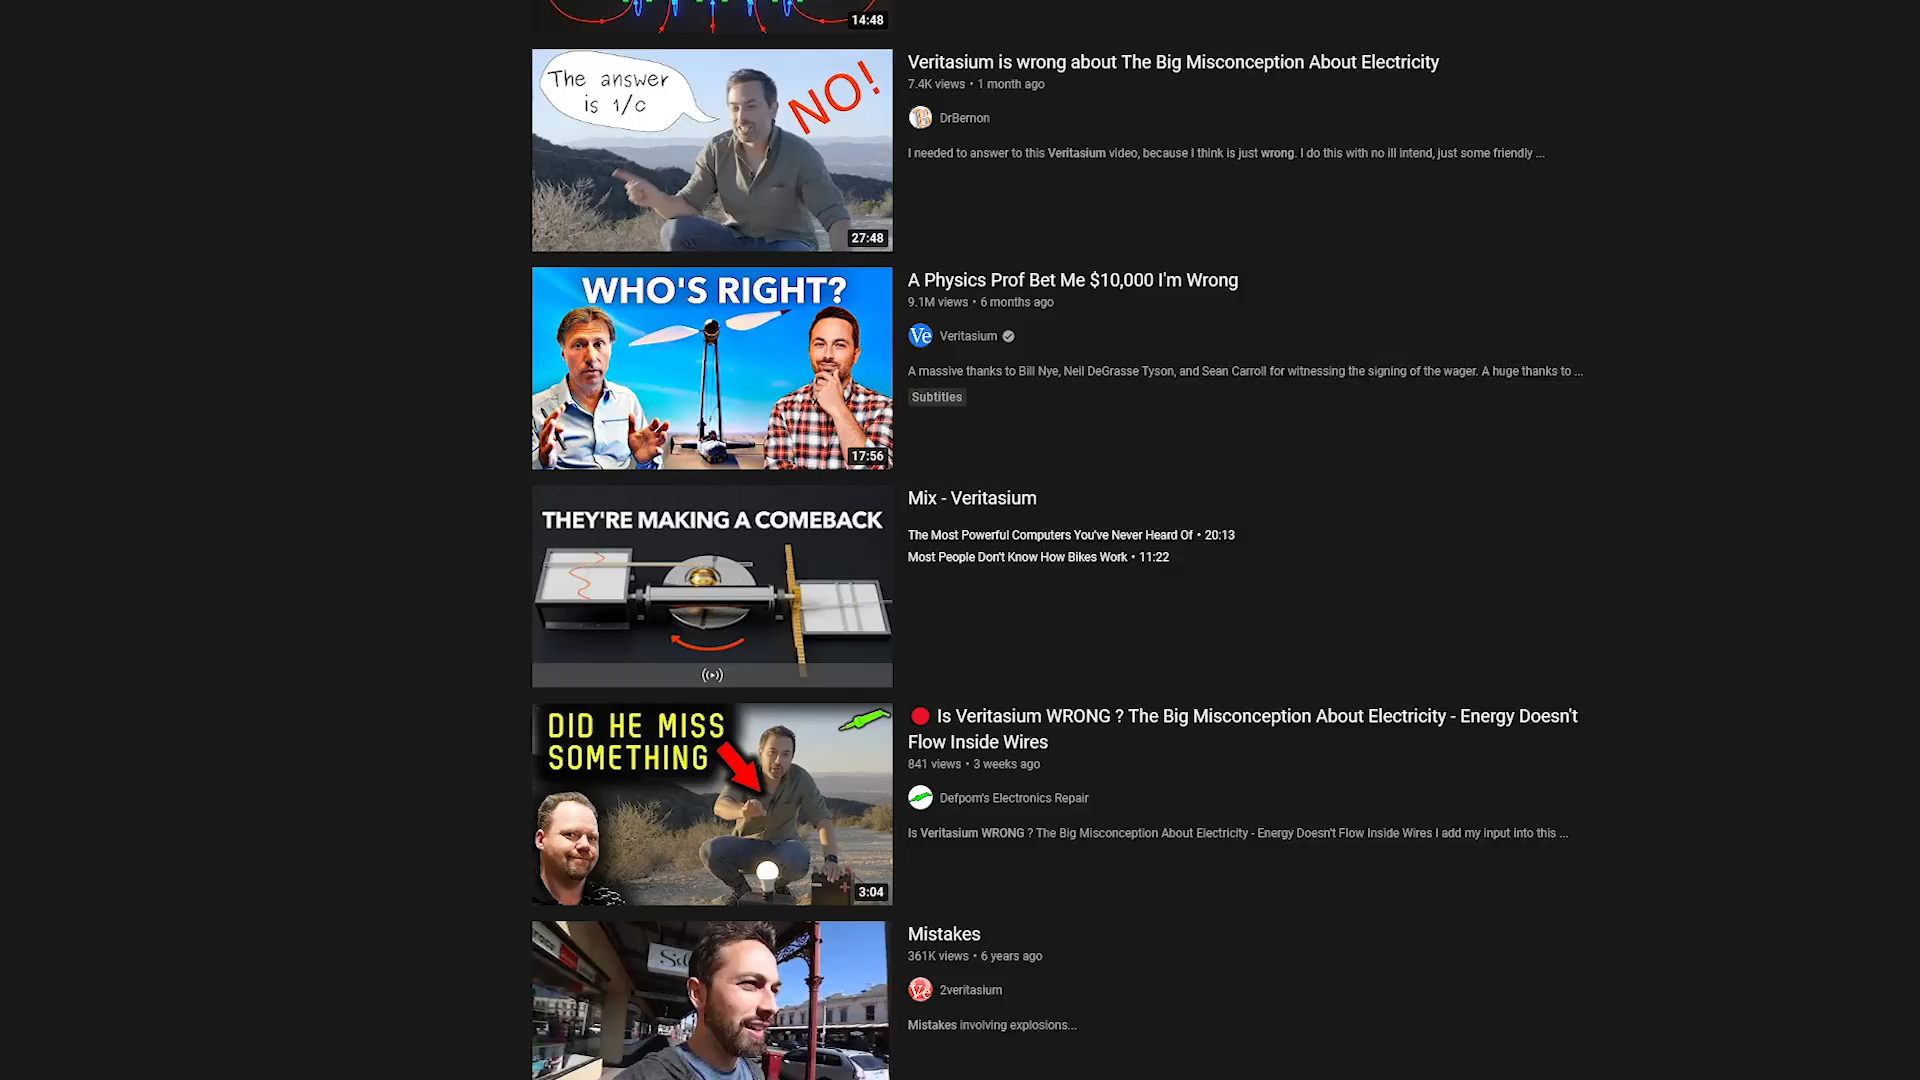 14:48
The answer
is 1/c
NO!
27:48
Veritasium is wrong about The Big Misconception About Electricity
7.4K views • 1 month ago
DrBernon
I needed to answer to this Veritasium video, because I think is just wrong. I do this with no ill intend, just some friendly ...
WHO'S RIGHT?
17:56
A Physics Prof Bet Me $10,000 I'm Wrong
9.1M views • 6 months ago
Ve
Veritasium
A massive thanks to Bill Nye, Neil DeGrasse Tyson, and Sean Carroll for witnessing the signing of the wager. A huge thanks to ...
Subtitles
THEY'RE MAKING A COMEBACK
Mix - Veritasium
The Most Powerful Computers You've Never Heard Of • 20:13
Most People Don't Know How Bikes Work • 11:22
DID HE MISS
SOMETHING
3:04
Is Veritasium WRONG ? The Big Misconception About Electricity - Energy Doesn't
Flow Inside Wires
841 views • 3 weeks ago
Defpom's Electronics Repair
Is Veritasium WRONG ? The Big Misconception About Electricity - Energy Doesn't Flow Inside Wires I add my input into this ...
Mistakes
361K views • 6 years ago
Ve
2veritasium
Mistakes involving explosions...